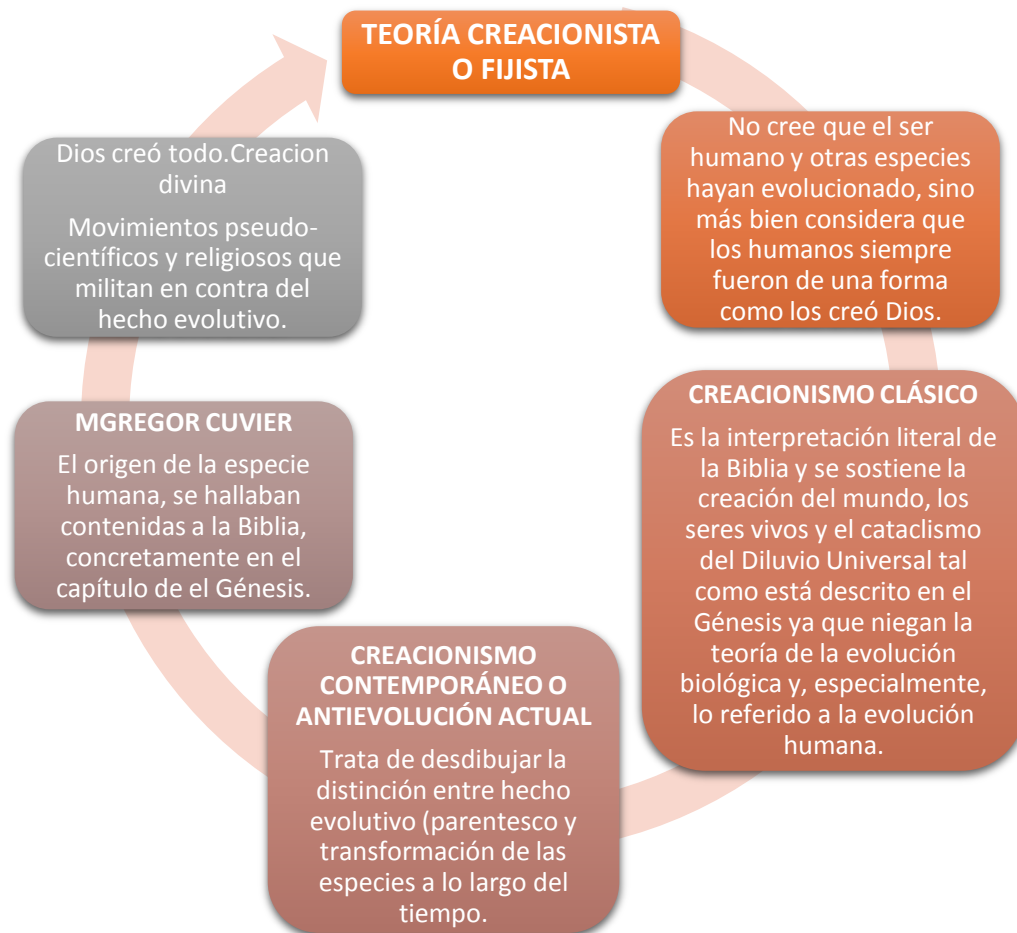 TEORÍA CREACIONISTA
O FIJISTA
No cree que el ser
humano y otras especies
hayan evolucionado, sino
más bien considera que
los humanos siempre
fueron de una forma
como los creó Dios.
CREACIONISMO CLÁSICO
Es la interpretación literal de
la Biblia y se sostiene la
creación del mundo, los
seres vivos y el cataclismo
del Diluvio Universal tal
como está descrito en el
Génesis ya que niegan la
teoría de la evolución
biológica y, especialmente,
lo referido a la evolución
humana.
CREACIONISMO
CONTEMPORÁNEO O
ANTIEVOLUCIÓN ACTUAL
Trata de desdibujar la
distinción entre hecho
evolutivo (parentesco y
transformación de las
especies a lo largo del
tiempo.
MGREGOR CUVIER
El origen de la especie
humana, se hallaban
contenidas a la Biblia,
concretamente en el
capítulo de el Génesis.
Dios creó todo.Creacion
divina
Movimientos pseudo-
científicos y religiosos que
militan en contra del
hecho evolutivo.